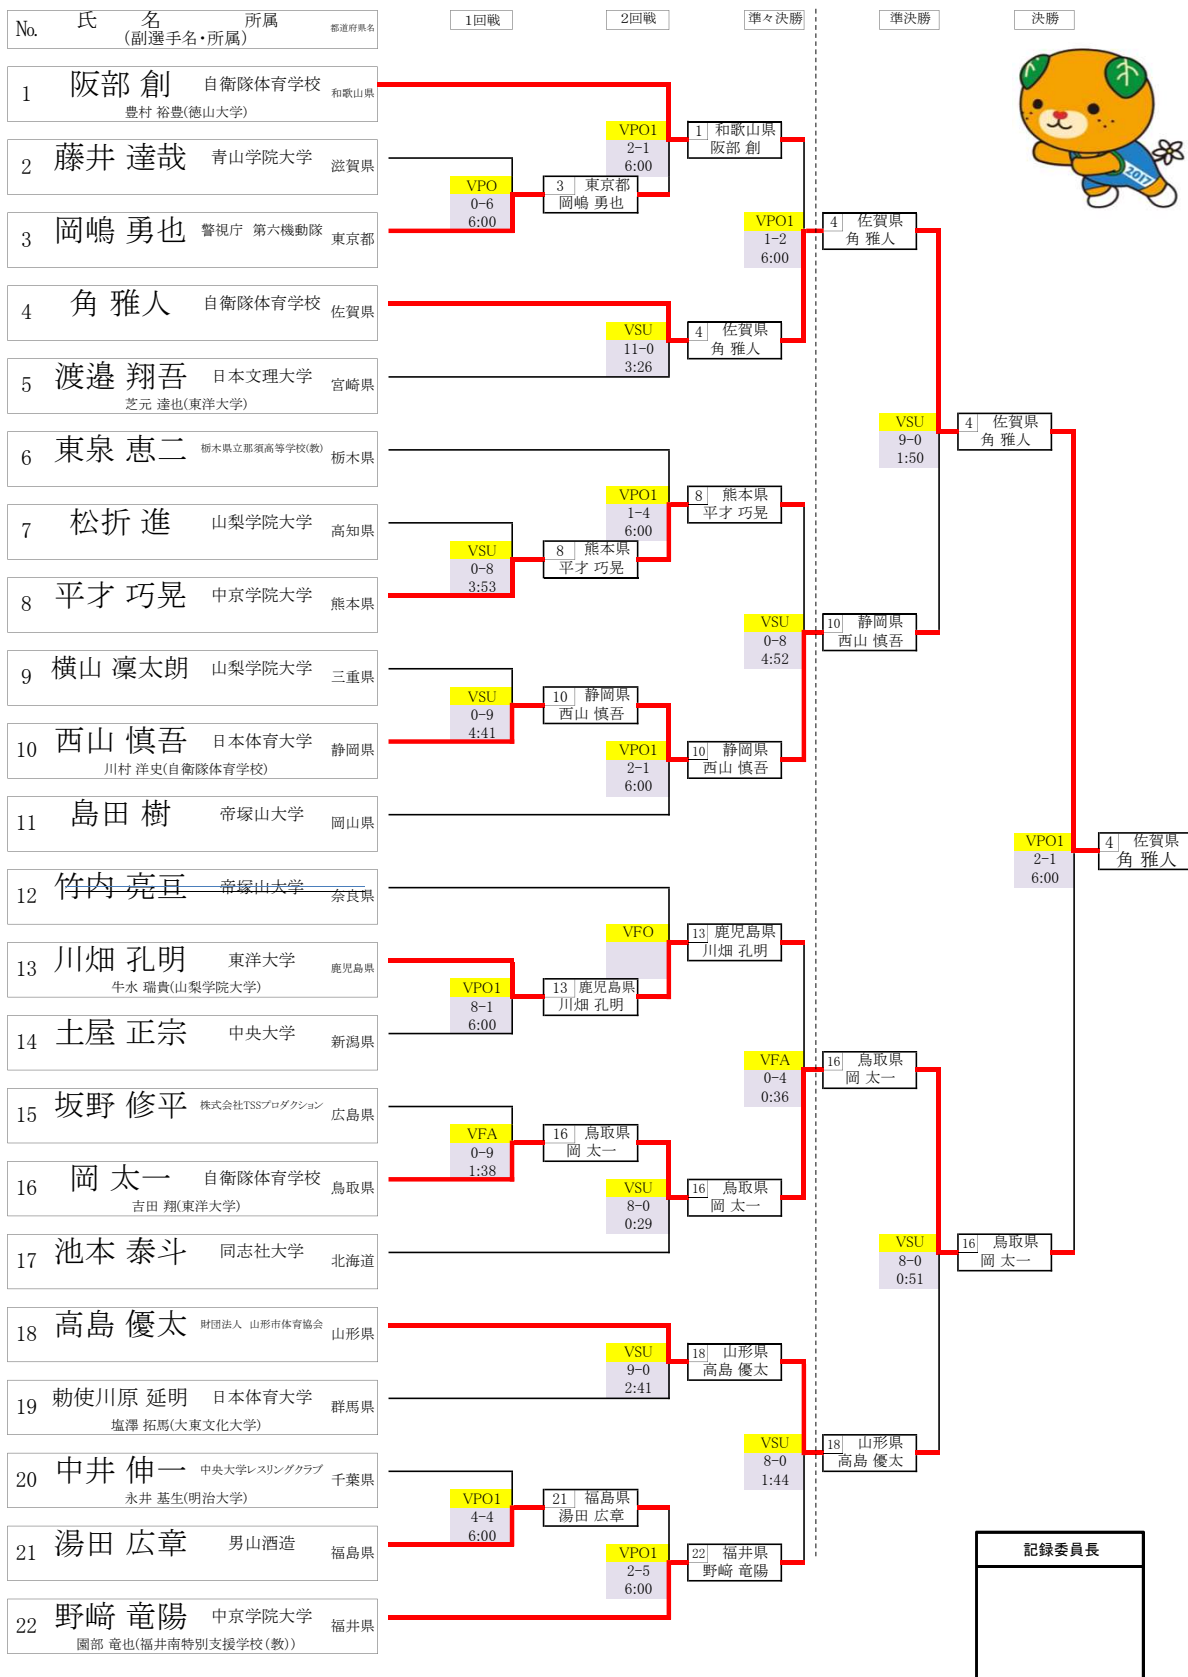 No. 氏 名 所属 都道府県名 1回戦 2回戦 準々決勝 準決勝 決勝
(副選手名・所属)
1 阪部 創 自衛隊体育学校 和歌山県
豊村 裕豊(徳山大学)
2 藤井 達哉 青山学院大学 滋賀県
3 岡嶋 勇也 警視庁 第六機動隊 東京都
4 角 雅人 自衛隊体育学校 佐賀県
5 渡邉 翔吾 日本文理大学 宮崎県
芝元 達也(東洋大学)
6 東泉 恵二 栃木県立那須高等学校(教) 栃木県
7 松折 進 山梨学院大学 高知県
8 平才 巧晃 中京学院大学 熊本県
9 横山 凜太朗 山梨学院大学 三重県
10 西山 慎吾 日本体育大学 静岡県
川村 洋史(自衛隊体育学校)
11 島田 樹 帝塚山大学 岡山県
12 竹内 亮亘 帝塚山大学 奈良県
13 川畑 孔明 東洋大学 鹿児島県
牛水 瑞貴(山梨学院大学)
14 土屋 正宗 中央大学 新潟県
15 坂野 修平 株式会社TSSプロダクション 広島県
16 岡 太一 自衛隊体育学校 鳥取県
吉田 翔(東洋大学)
17 池本 泰斗 同志社大学 北海道
18 高島 優太 財団法人 山形市体育協会 山形県
19 勅使川原 延明 日本体育大学 群馬県
塩澤 拓馬(大東文化大学)
20 中井 伸一 中央大学レスリングクラブ 千葉県
永井 基生(明治大学)
21 湯田 広章 男山酒造 福島県
22 野﨑 竜陽 中京学院大学 福井県
園部 竜也(福井南特別支援学校(教))
VPO
0-6
6:00
VSU
0-8
3:53
VSU
0-9
4:41
VPO1
8-1
6:00
VFA
0-9
1:38
VPO1
4-4
6:00
3 東京都
岡嶋 勇也
8 熊本県
平才 巧晃
10 静岡県
西山 慎吾
13 鹿児島県
川畑 孔明
16 鳥取県
岡 太一
21 福島県
湯田 広章
VPO1
2-1
6:00
VSU
11-0
3:26
VPO1
1-4
6:00
VPO1
2-1
6:00
VFO
VSU
8-0
0:29
VSU
9-0
2:41
VPO1
2-5
6:00
1 和歌山県
阪部 創
4 佐賀県
角 雅人
8 熊本県
平才 巧晃
10 静岡県
西山 慎吾
13 鹿児島県
川畑 孔明
16 鳥取県
岡 太一
18 山形県
高島 優太
22 福井県
野﨑 竜陽
VPO1
1-2
6:00
VSU
0-8
4:52
VFA
0-4
0:36
VSU
8-0
1:44
4 佐賀県
角 雅人
10 静岡県
西山 慎吾
16 鳥取県
岡 太一
18 山形県
高島 優太
VSU
9-0
1:50
VSU
8-0
0:51
4 佐賀県
角 雅人
16 鳥取県
岡 太一
VPO1
2-1
6:00
4 佐賀県
角 雅人
2017
記録委員長